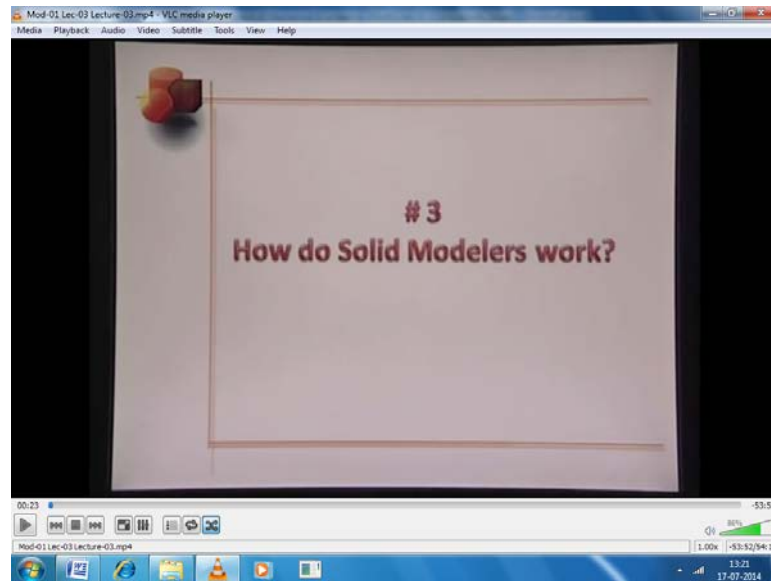 Mod-01 Lec-03 Lecture-03.mp4 - VLC media player
Media Playback Audio Video Subtitle Tools View Help
# 3
How do Solid Modelers work?
00:23
86%
Mod-01 Lec-03 Lecture-03.mp4
1.00x
13:21
17-07-2014